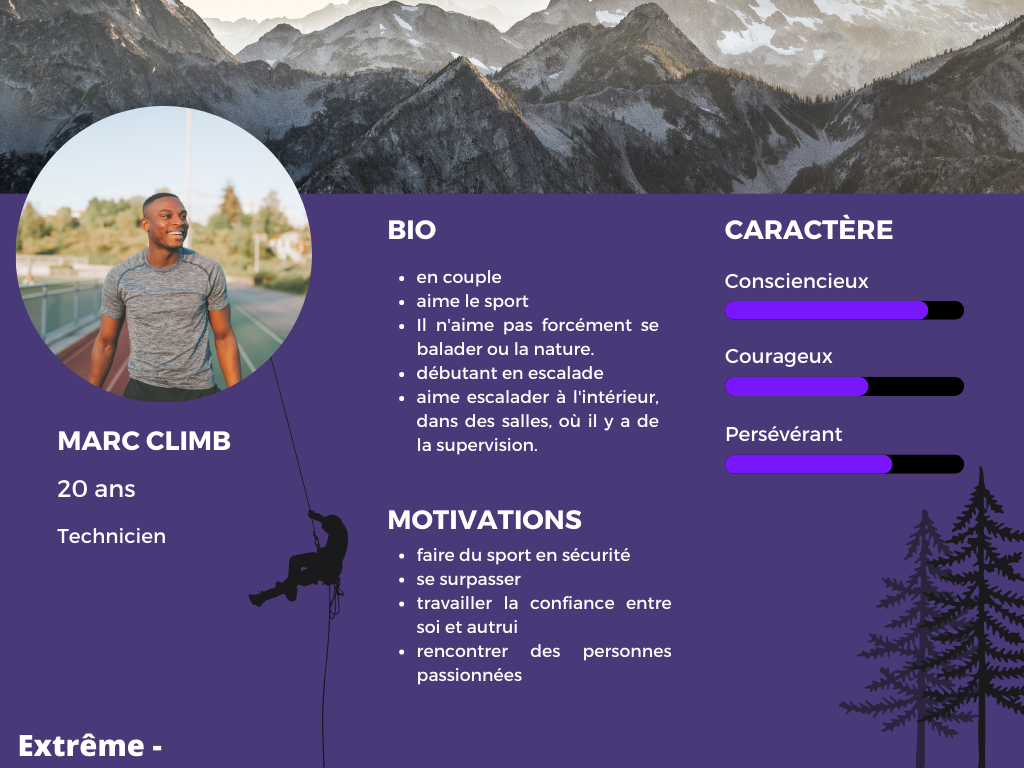 MARC CLIMB
20 ans
Technicien
BIO
en couple
aime le sport
Il n'aime pas forcément se
balader ou la nature.
débutant en escalade
aime escalader à l'intérieur,
dans des salles, où il y a de
la supervision.
MOTIVATIONS
faire du sport en sécurité
se surpasser
travailler la confiance entre
soi et autrui
rencontrer des personnes
passionnées
CARACTÈRE
Consciencieux
Courageux
Persévérant
Extrême -